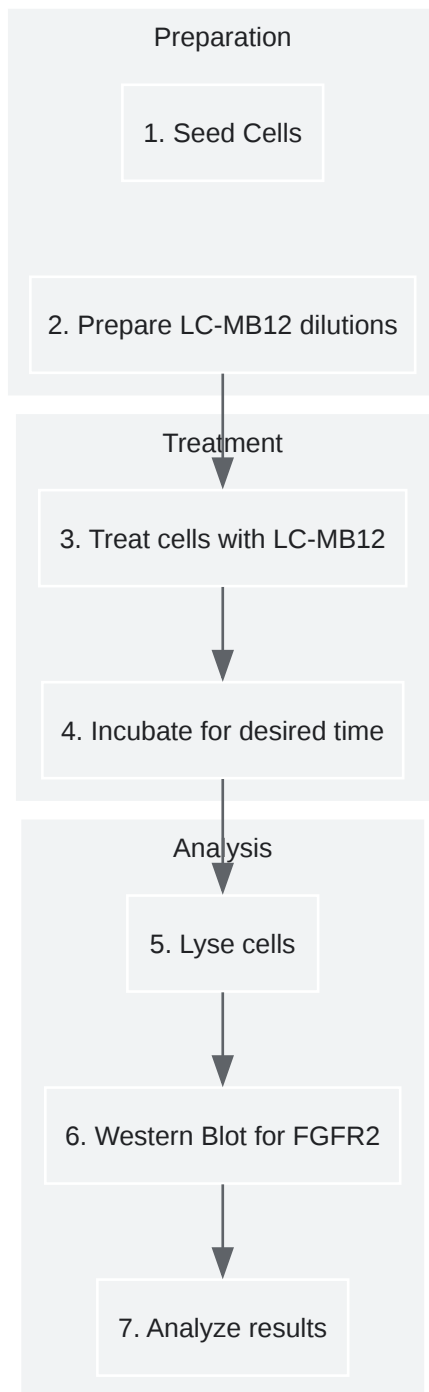 Preparation
1. Seed Cells
2. Prepare LC-MB12 dilutions
Treatment
3. Treat cells with LC-MB12
4. Incubate for desired time
Analysis
5. Lyse cells
6. Western Blot for FGFR2
7. Analyze results